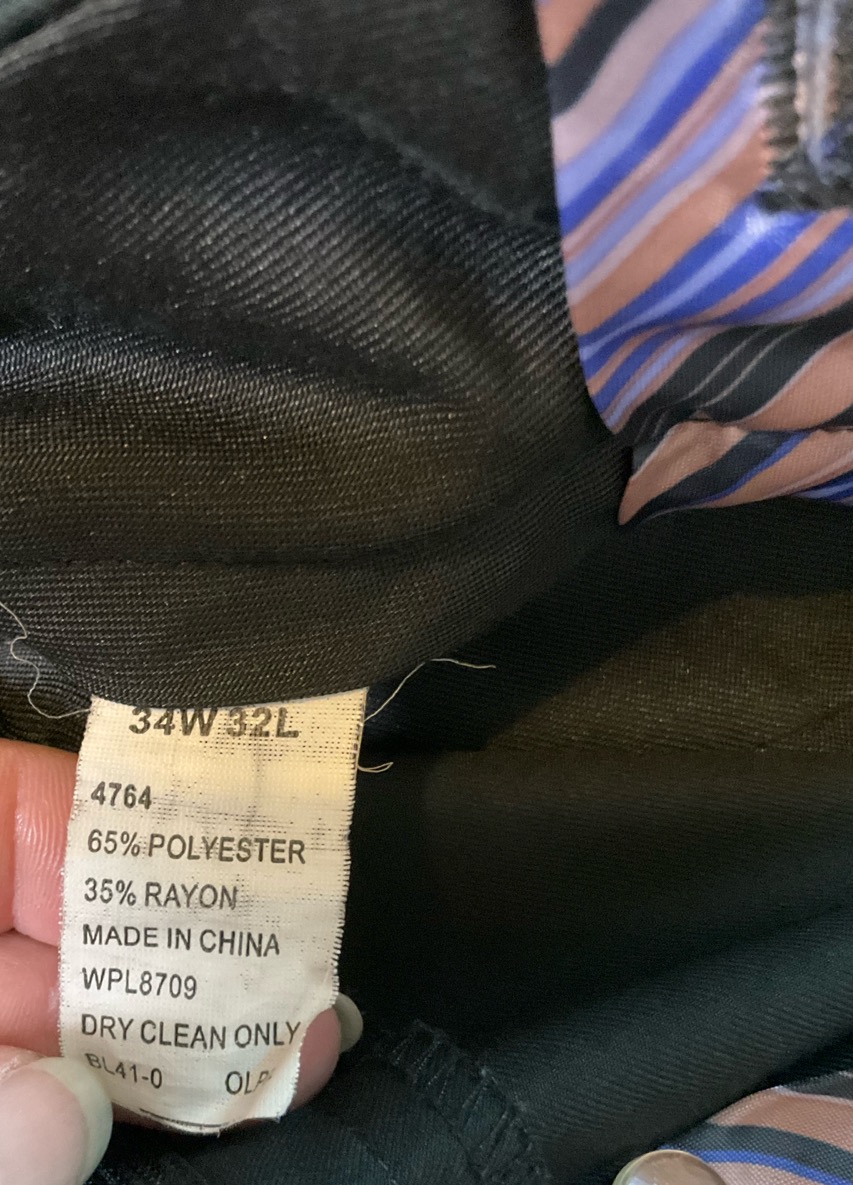 34W 32L
4764
65% POLYESTER
35% RAYON
MADE IN CHINA
WPL8709
DRY CLEAN ONLY
BL41-0